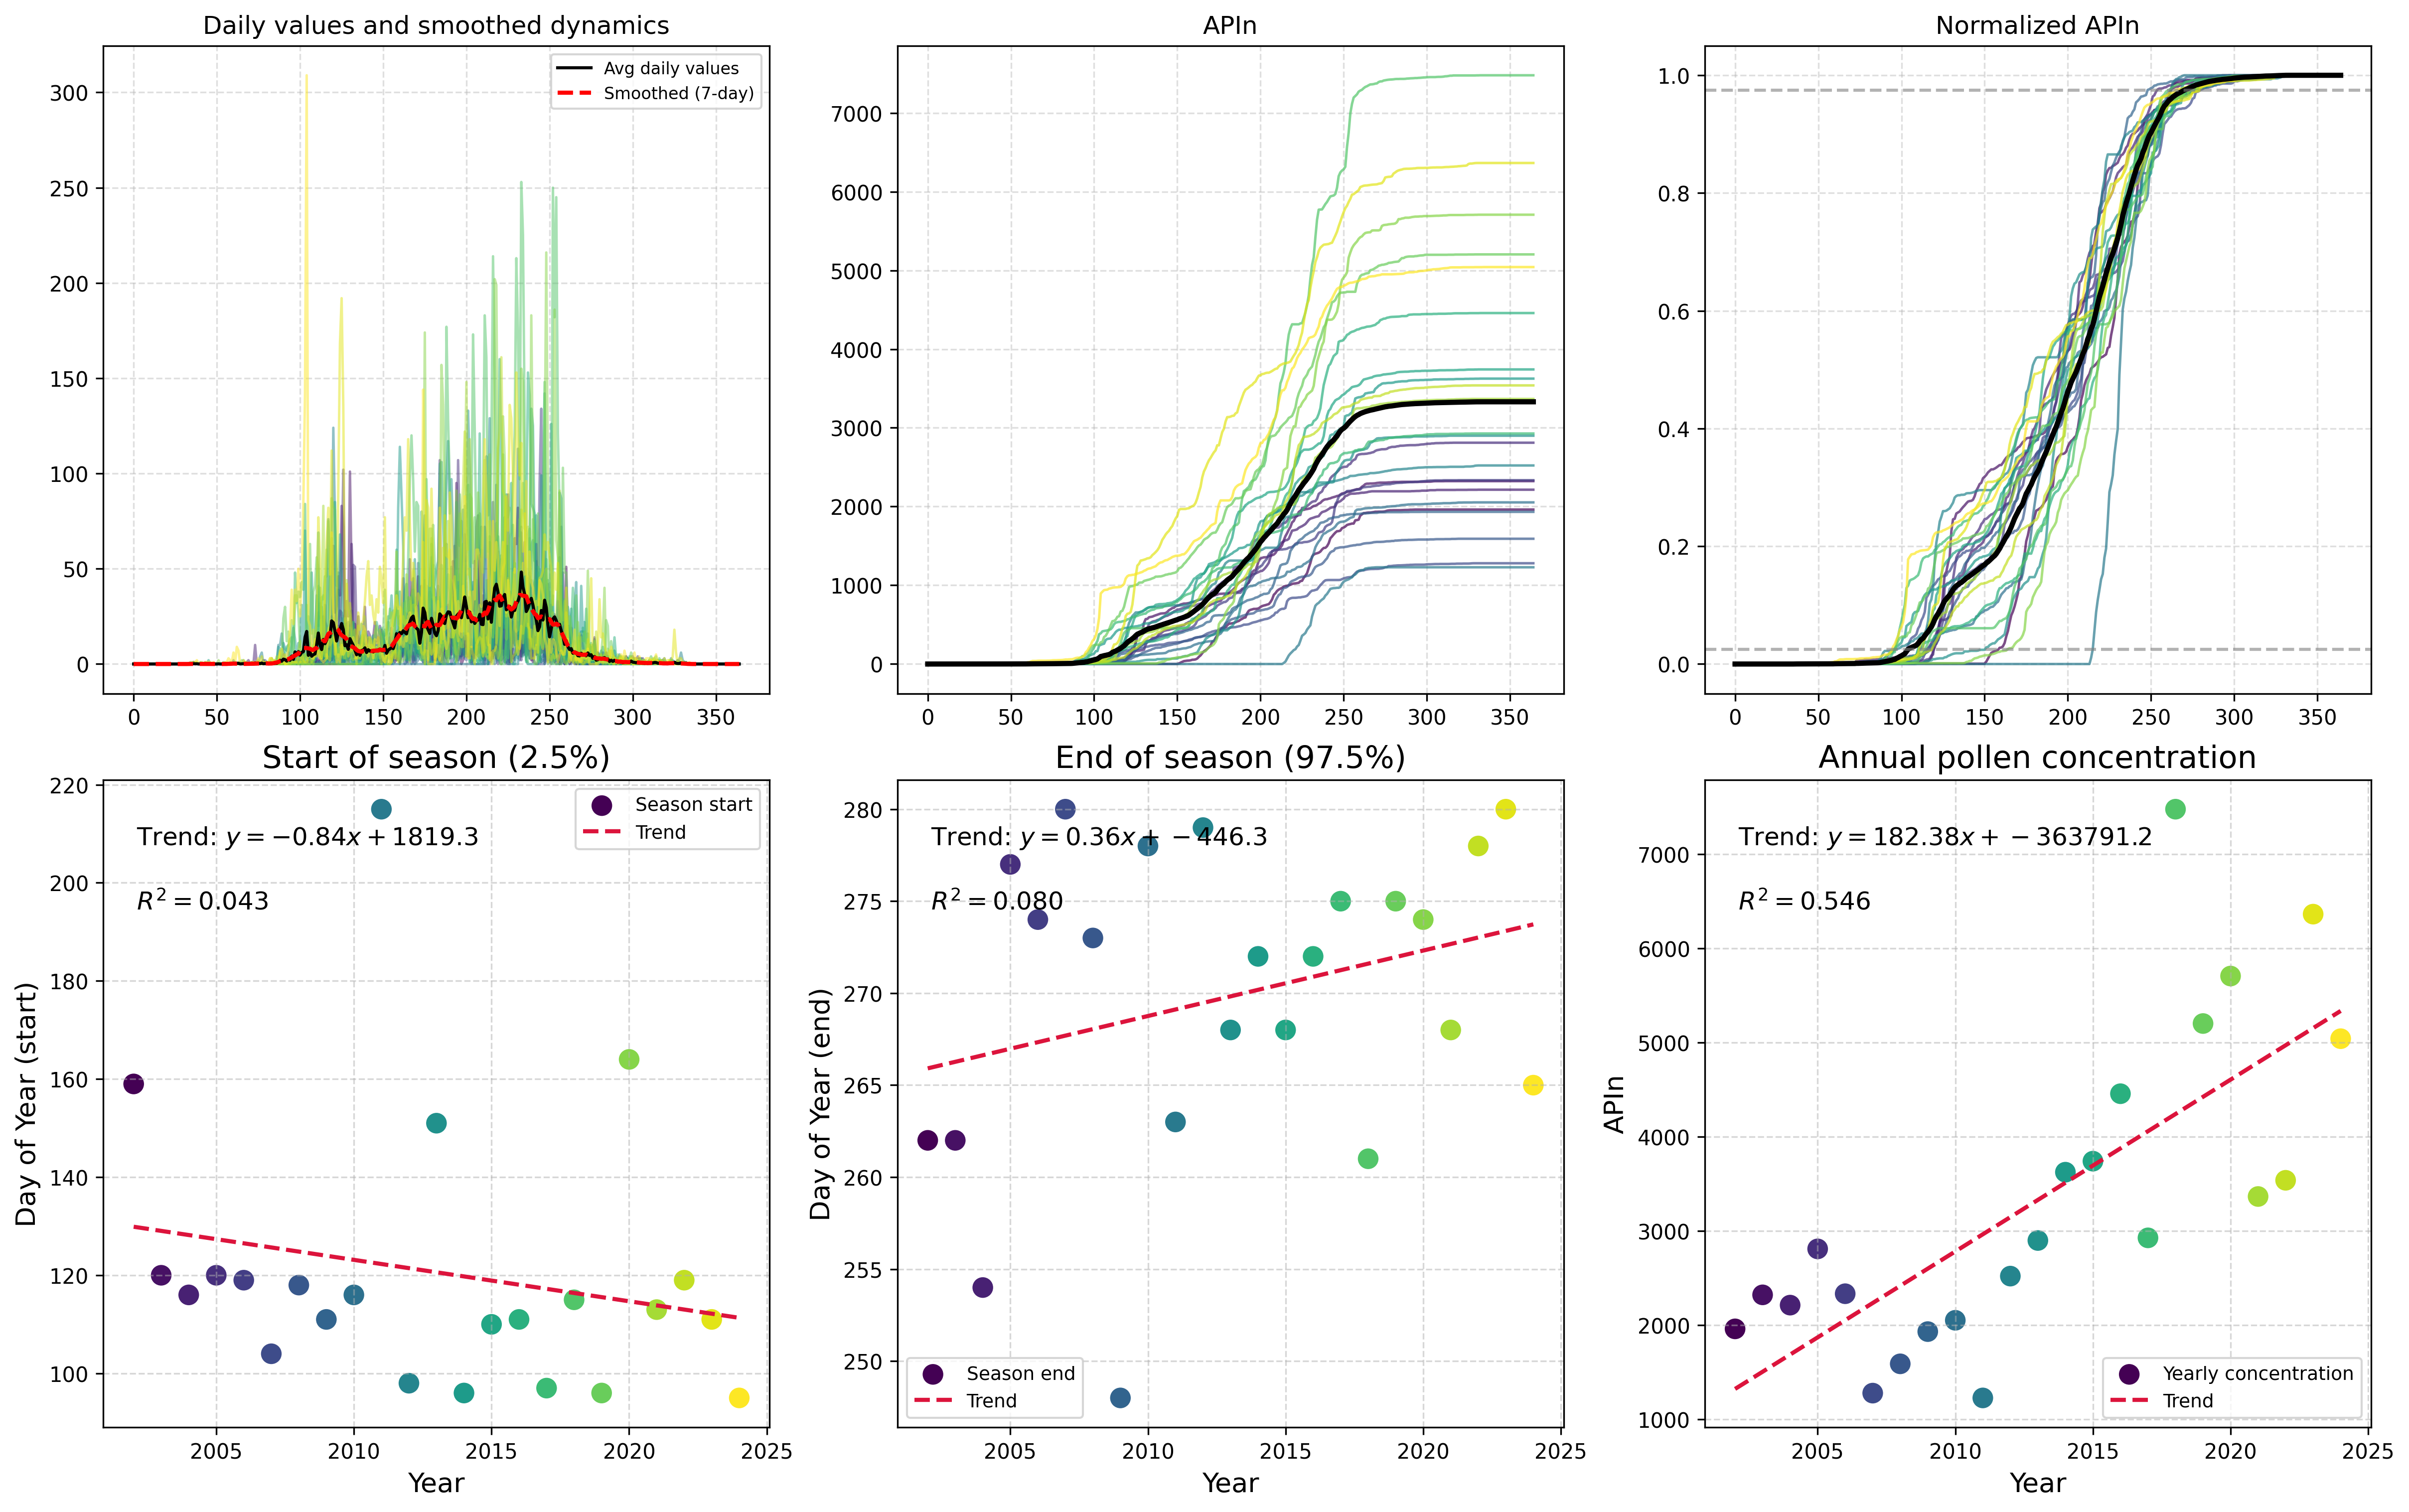 Daily values and smoothed dynamics
Avg daily values
Smoothed (7-day)
300
250
200
150
100
50
0
0 50 100 150 200 250 300 350
APIn
7000
6000
5000
4000
3000
2000
1000
0
0 50 100 150 200 250 300 350
Normalized APIn
1.0
0.8
0.6
0.4
0.2
0.0
0 50 100 150 200 250 300 350
Start of season (2.5%)
Season start
Trend
Trend: y = −0.84x + 1819.3
R² = 0.043
Day of Year (start)
220
200
180
160
140
120
100
2005 2010 2015 2020 2025
Year
End of season (97.5%)
Trend: y = 0.36x + −446.3
R² = 0.080
Day of Year (end)
280
275
270
265
260
255
250
Season end
Trend
2005 2010 2015 2020 2025
Year
Annual pollen concentration
Trend: y = 182.38x + −363791.2
R² = 0.546
APIn
7000
6000
5000
4000
3000
2000
1000
Yearly concentration
Trend
2005 2010 2015 2020 2025
Year